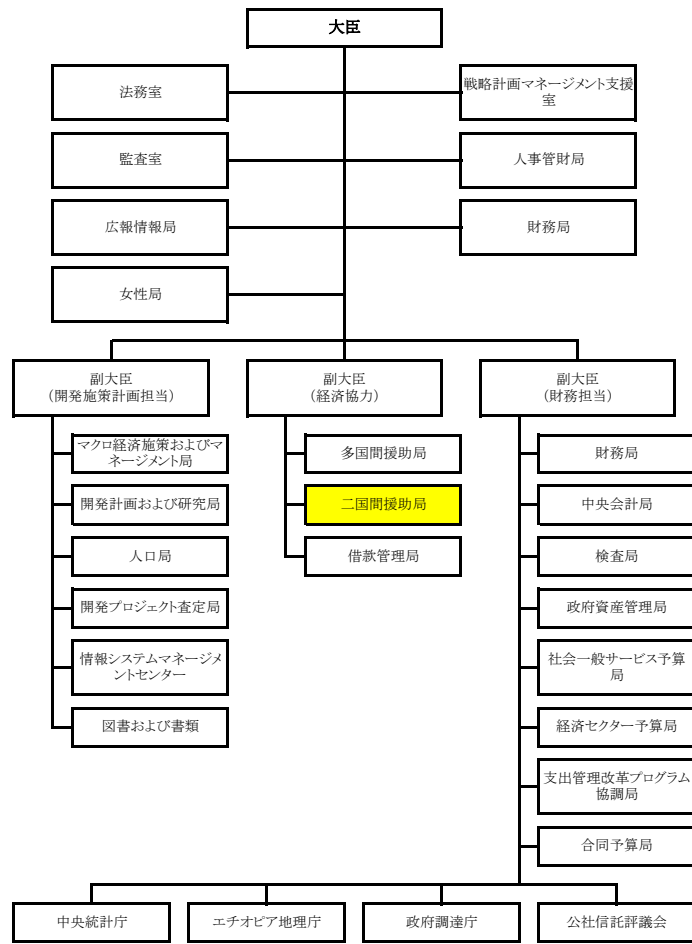 大臣
法務室
戦略計画マネージメント支援
室
監査室
人事管財局
広報情報局
財務局
女性局
副大臣
（開発施策計画担当）
副大臣
（経済協力）
副大臣
（財務担当）
マクロ経済施策およびマ
ネージメント局
多国間援助局
財務局
開発計画および研究局
二国間援助局
中央会計局
人口局
借款管理局
検査局
開発プロジェクト査定局
政府資産管理局
情報システムマネージメ
ントセンター
社会一般サービス予算
局
図書および書類
経済セクター予算局
支出管理改革プログラム
協調局
合同予算局
中央統計庁
エチオピア地理庁
政府調達庁
公社信託評議会